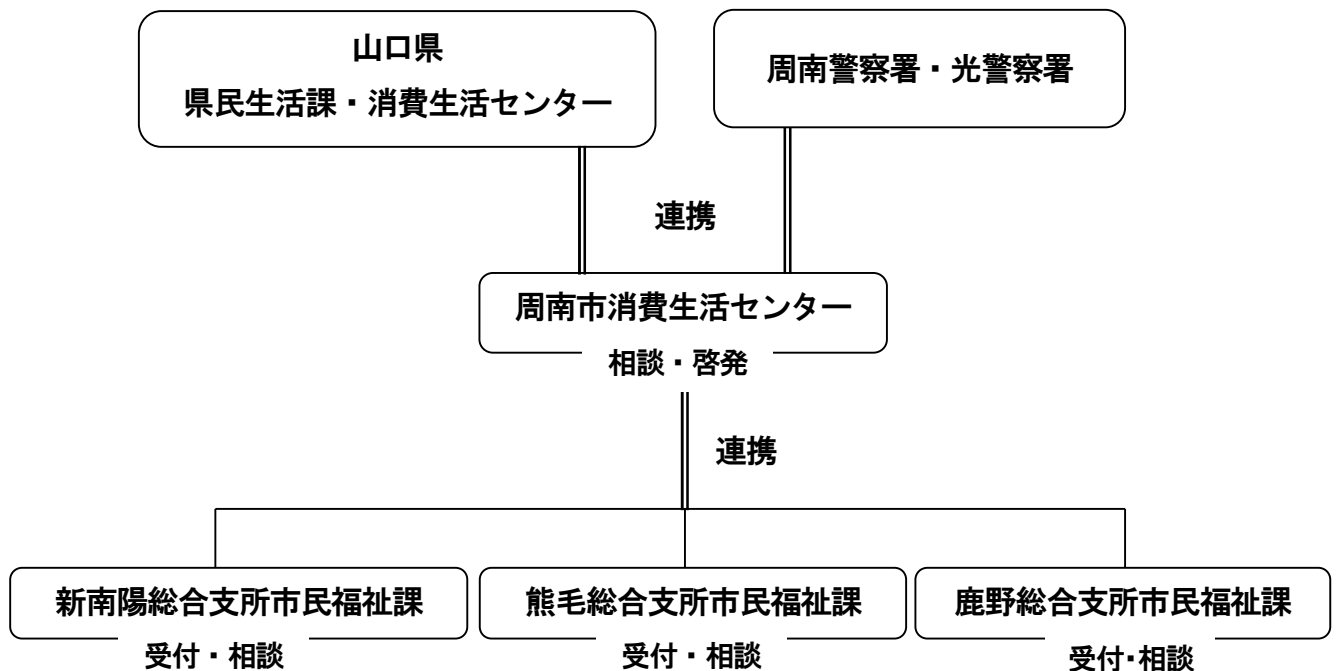 山口県
県民生活課・消費生活センター
周南警察署・光警察署
連携
周南市消費生活センター
相談・啓発
連携
新南陽総合支所市民福祉課
受付・相談
熊毛総合支所市民福祉課
受付・相談
鹿野総合支所市民福祉課
受付・相談